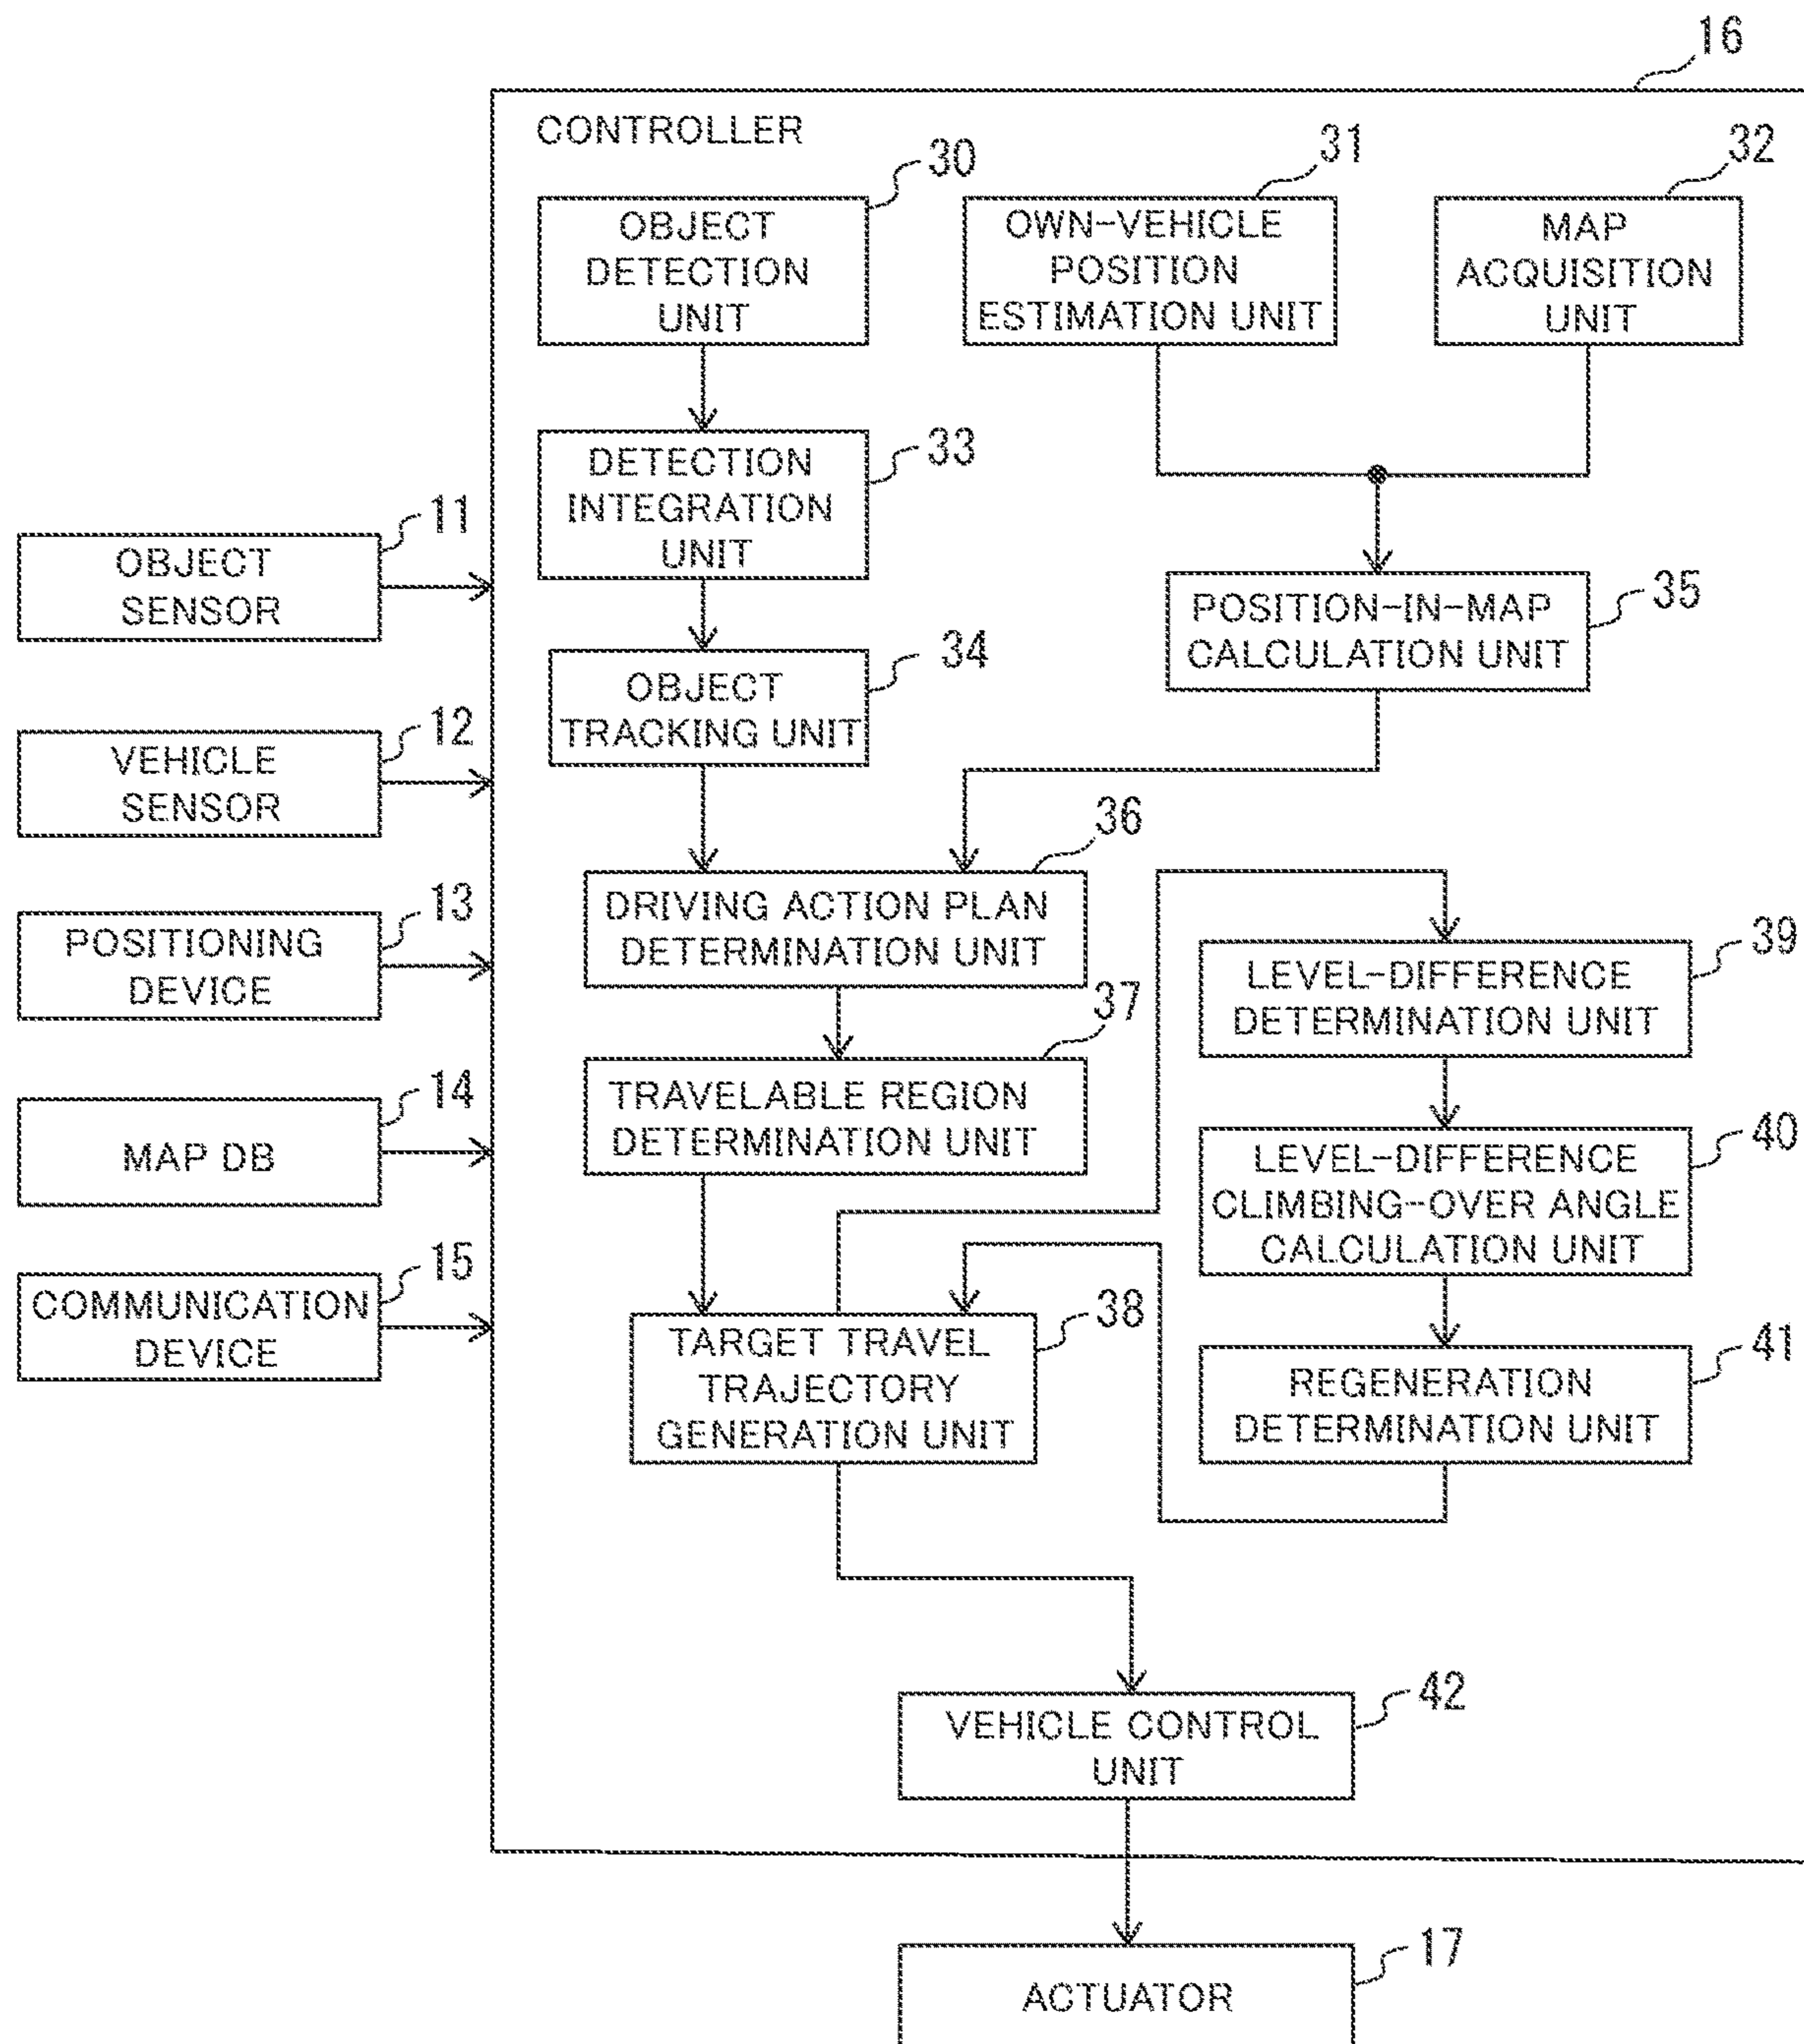 16
CONTROLLER
30
OBJECT
DETECTION
UNIT
31
OWN-VEHICLE
POSITION
ESTIMATION UNIT
32
MAP
ACQUISITION
UNIT
33
DETECTION
INTEGRATION
UNIT
11
OBJECT
SENSOR
34
OBJECT
TRACKING UNIT
35
POSITION-IN-MAP
CALCULATION UNIT
12
VEHICLE
SENSOR
36
DRIVING ACTION PLAN
DETERMINATION UNIT
13
POSITIONING
DEVICE
39
LEVEL-DIFFERENCE
DETERMINATION UNIT
37
TRAVELABLE REGION
DETERMINATION UNIT
14
MAP DB
40
LEVEL-DIFFERENCE
CLIMBING-OVER ANGLE
CALCULATION UNIT
15
COMMUNICATION
DEVICE
38
TARGET TRAVEL
TRAJECTORY
GENERATION UNIT
41
REGENERATION
DETERMINATION UNIT
42
VEHICLE CONTROL
UNIT
17
ACTUATOR